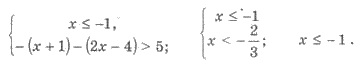 { x ≤ -1, -(x + 1) - (2x - 4) > 5; { x ≤ -1 x < -2/3; x ≤ -1.